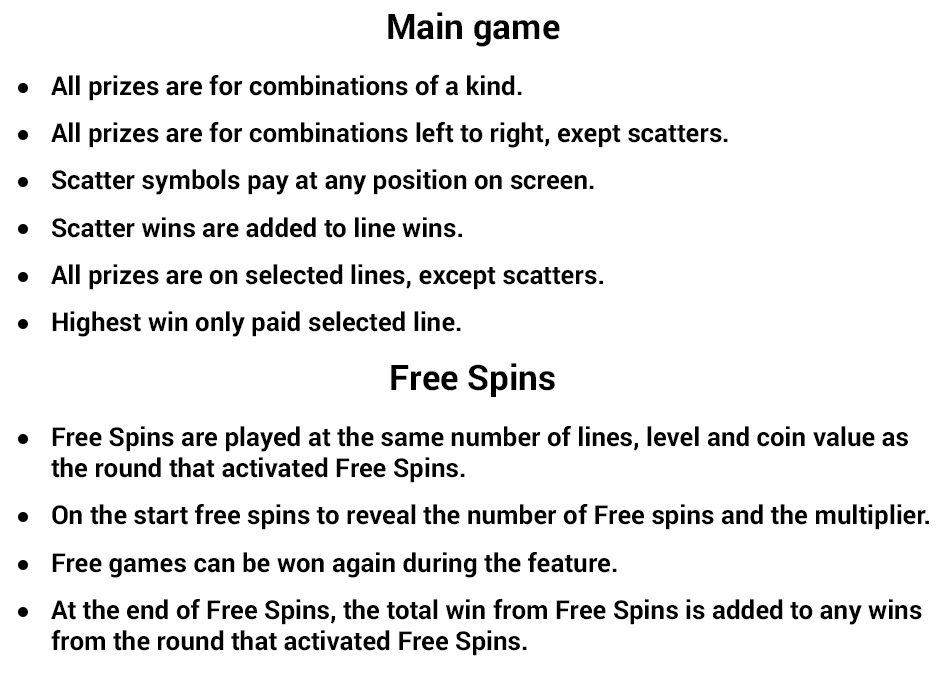 Main game
• All prizes are for combinations of a kind.
• All prizes are for combinations left to right, exept scatters.
• Scatter symbols pay at any position on screen.
• Scatter wins are added to line wins.
• All prizes are on selected lines, except scatters.
• Highest win only paid selected line.
Free Spins
• Free Spins are played at the same number of lines, level and coin value as
the round that activated Free Spins.
• On the start free spins to reveal the number of Free spins and the multiplier.
• Free games can be won again during the feature.
• At the end of Free Spins, the total win from Free Spins is added to any wins
from the round that activated Free Spins.